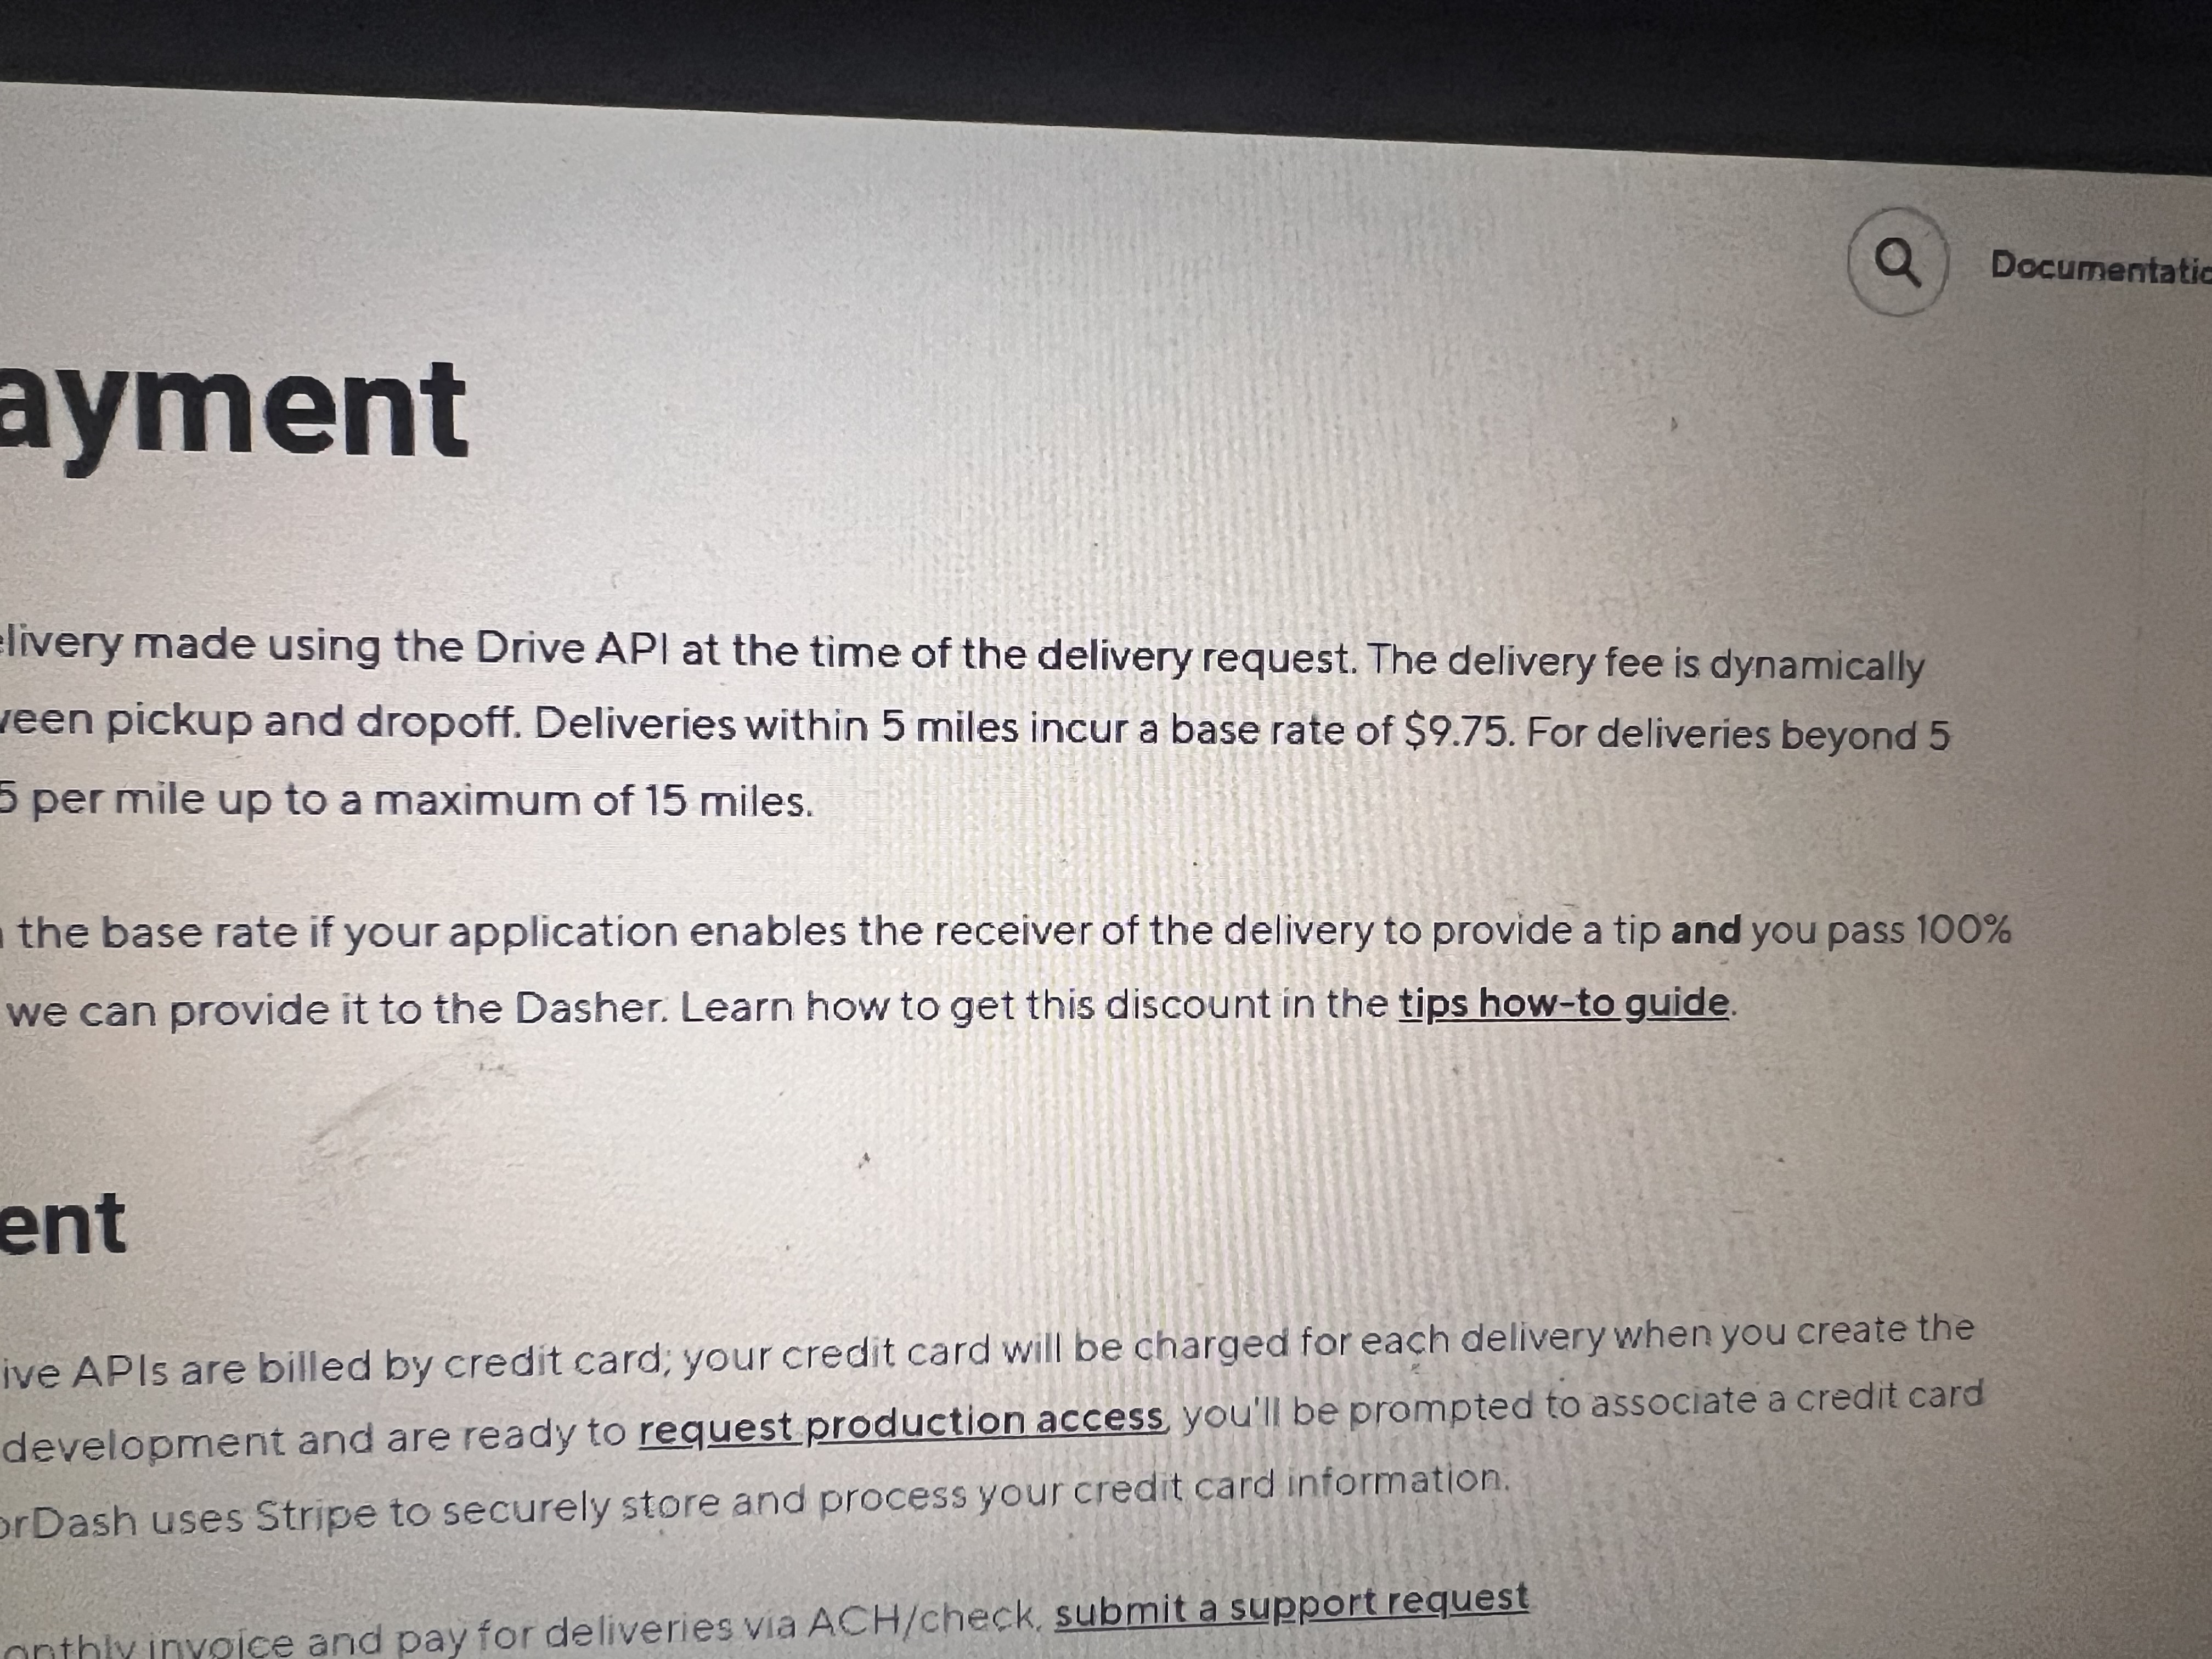 Documentatic
ayment
elivery made using the Drive API at the time of the delivery request. The delivery fee is dynamically
veen pickup and dropoff. Deliveries within 5 miles incur a base rate of $9.75. For deliveries beyond 5
5 per mile up to a maximum of 15 miles.
the base rate if your application enables the receiver of the delivery to provide a tip and you pass 100%
we can provide it to the Dasher. Learn how to get this discount in the tips how-to guide.
ent
ive APIs are billed by credit card; your credit card will be charged for each delivery when you create the
development and are ready to request production access, you'll be prompted to associate a credit card
orDash uses Stripe to securely store and process your credit card information.
onthly invoice and pay for deliveries via ACH/check, submit a support request